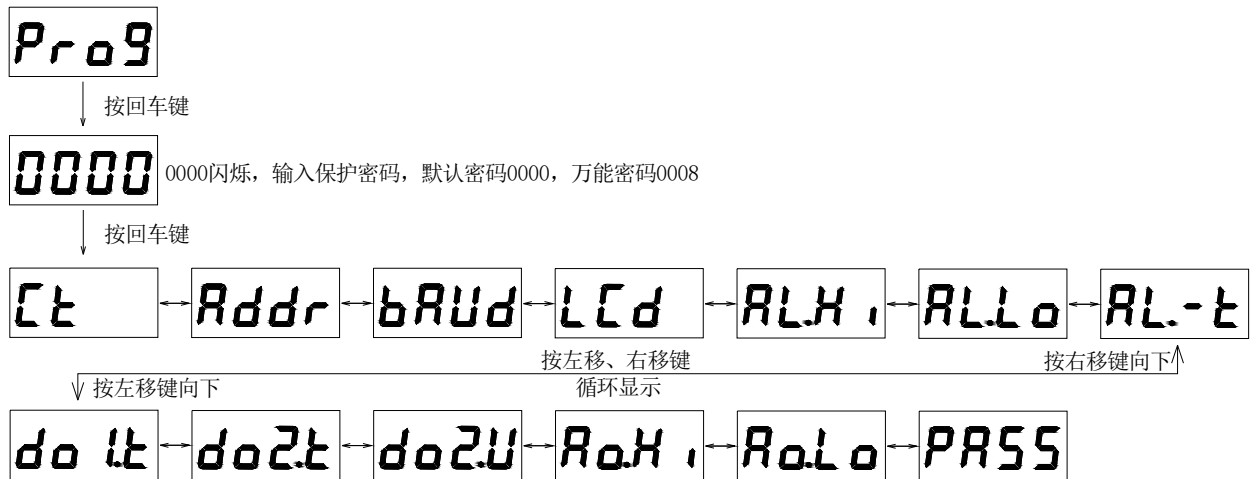 Prog
按回车键
0000 0000闪烁，输入保护密码，默认密码0000，万能密码0008
按回车键
Ct Addr bAUd LCd AL.Hi AL.Lo AL.-t
按左移、右移键 按右移键向下
按左移键向下 循环显示
do1.t do2.t do2.U Ao.Hi Ao.Lo PASS